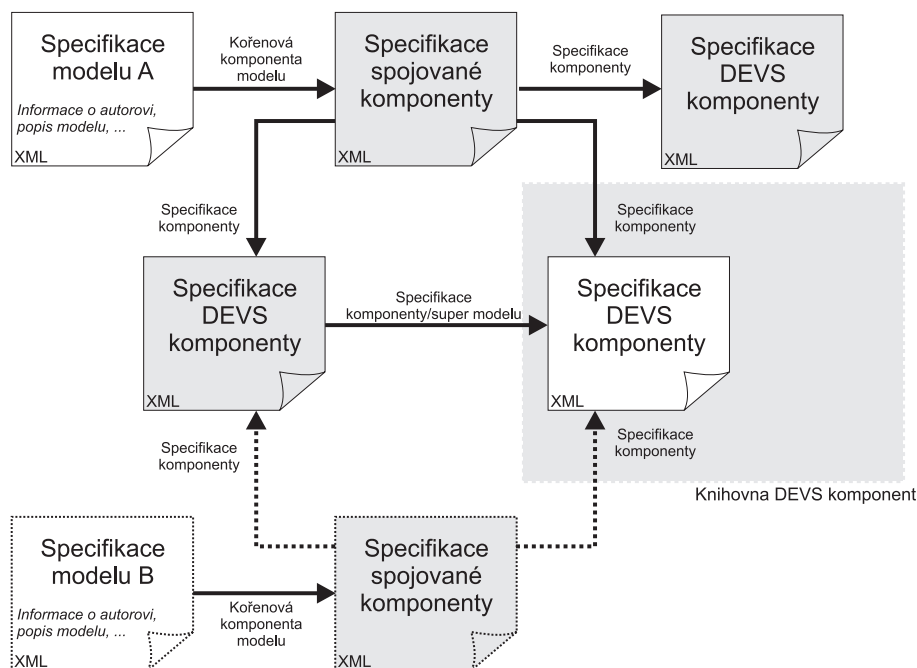 Specifikace
modelu A
Informace o autorovi,
popis modelu, ...
XML
Kořenová
komponenta
modelu
Specifikace
spojované
komponenty
XML
Specifikace
komponenty
Specifikace
DEVS
komponenty
XML
Specifikace
komponenty
Specifikace
komponenty
Specifikace
DEVS
komponenty
XML
Specifikace
komponenty/super modelu
Specifikace
DEVS
komponenty
XML
Specifikace
komponenty
Specifikace
komponenty
Knihovna DEVS komponent
Specifikace
modelu B
Informace o autorovi,
popis modelu, ...
XML
Kořenová
komponenta
modelu
Specifikace
spojované
komponenty
XML